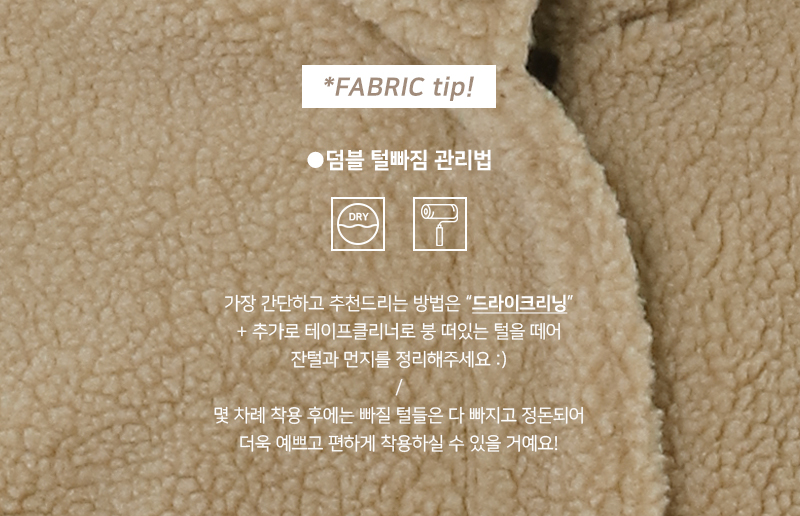 *FABRIC tip!
●덤블 털빠짐 관리법
DRY
가장 간단하고 추천드리는 방법은 “드라이크리닝”
+ 추가로 테이프클리너로 붕 떠있는 털을 떼어
잔털과 먼지를 정리해주세요 :)
/
몇 차례 착용 후에는 빠질 털들은 다 빠지고 정돈되어
더욱 예쁘고 편하게 착용하실 수 있을 거예요!